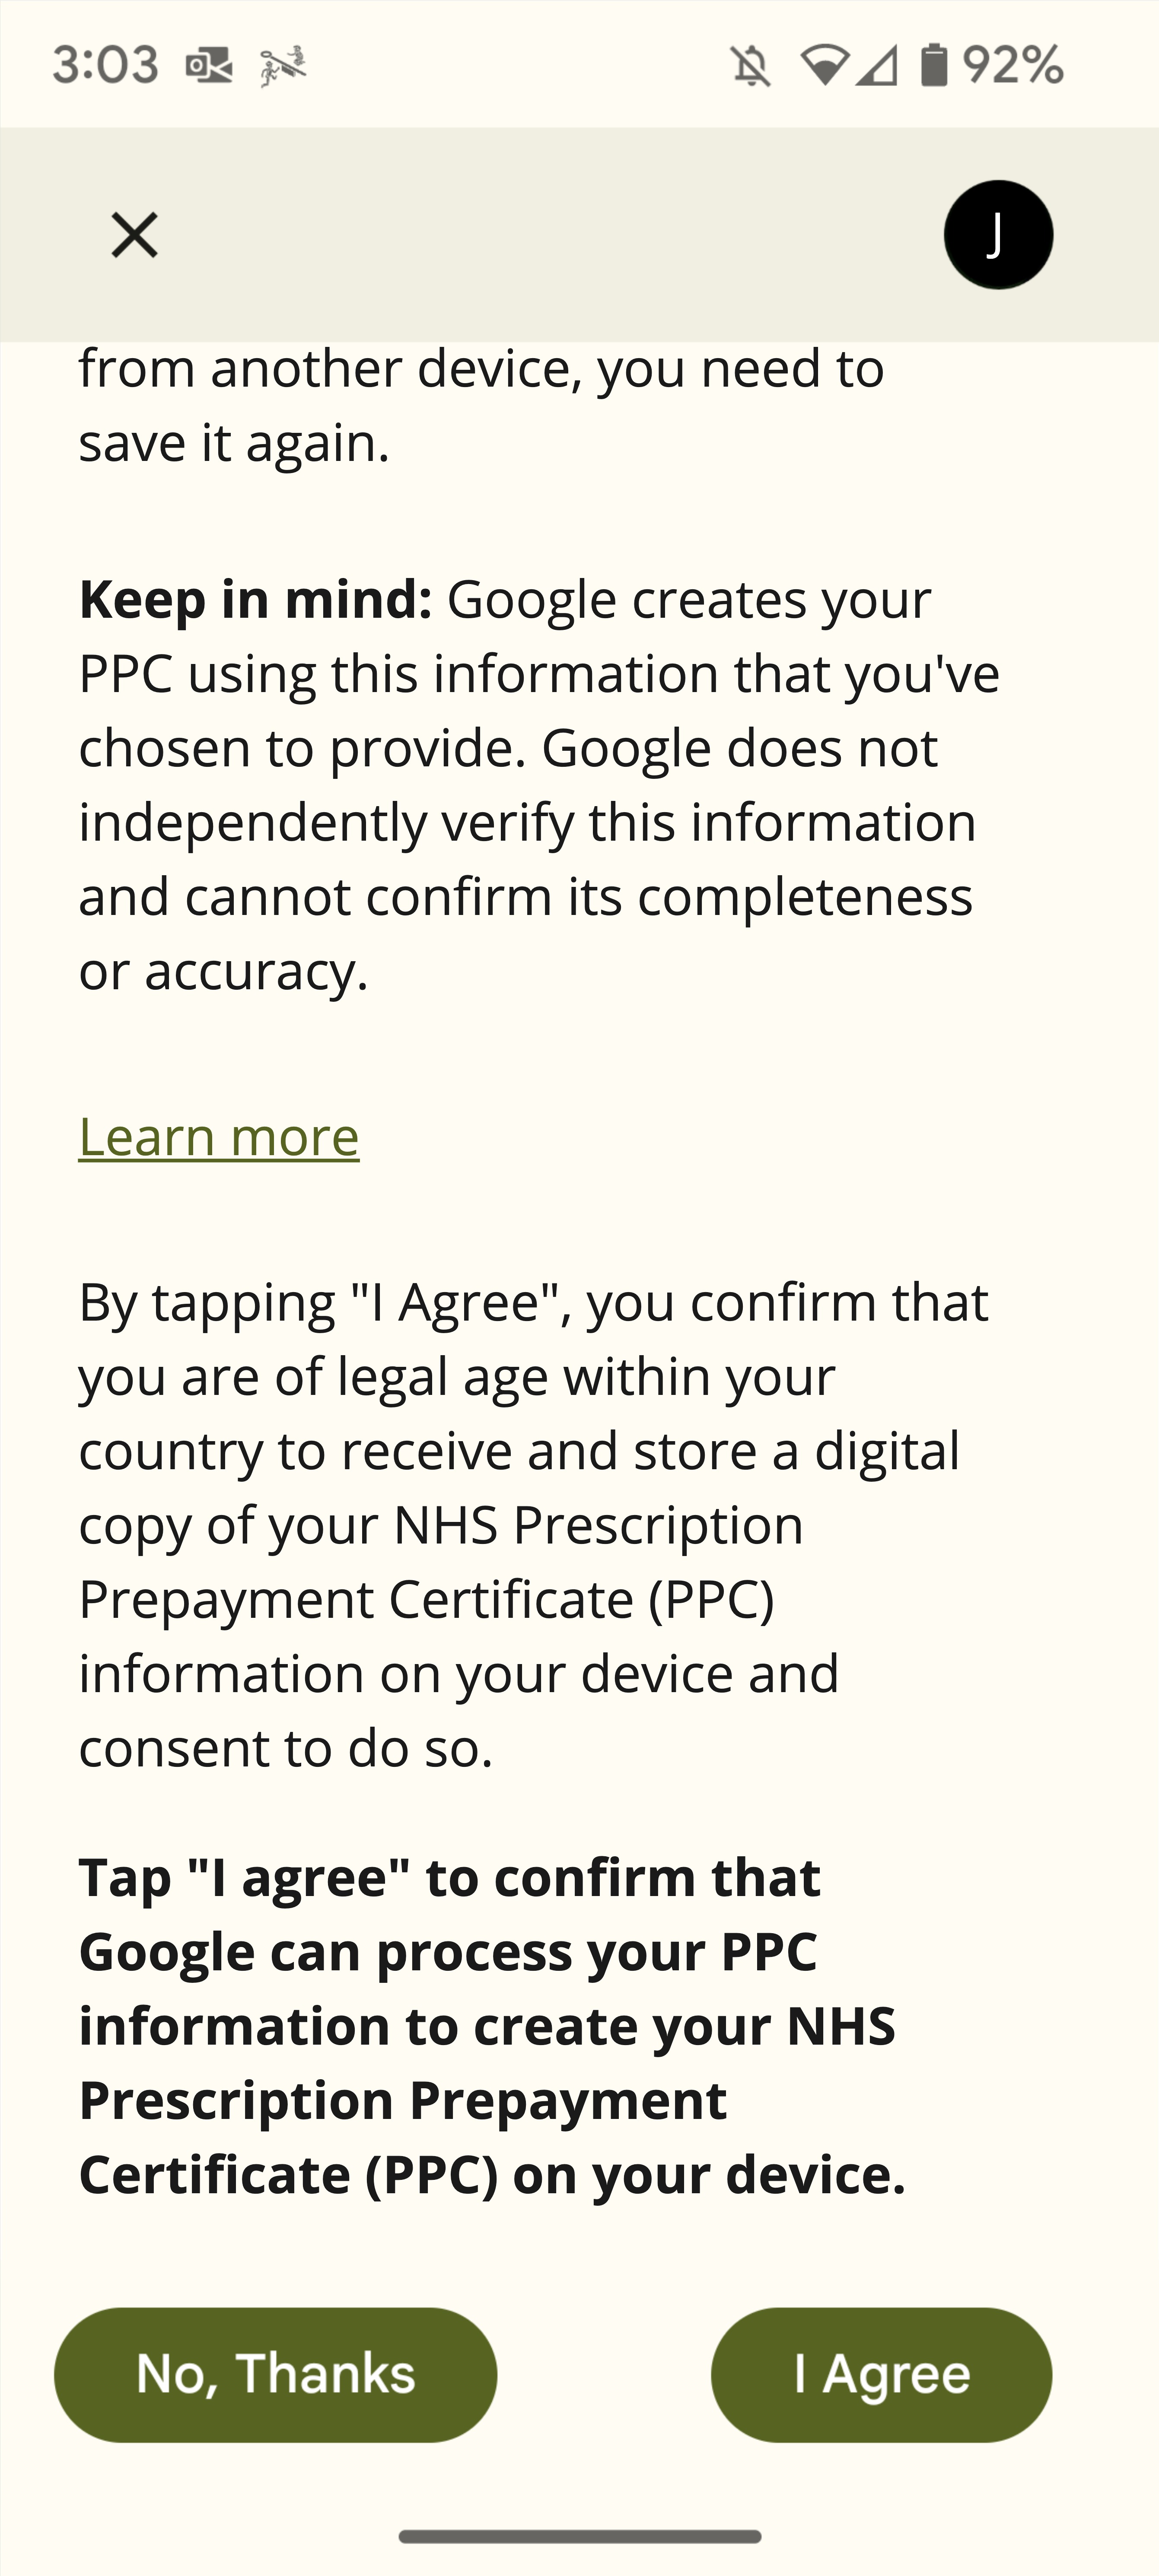 3:03
92%
J
from another device, you need to
save it again.
Keep in mind: Google creates your
PPC using this information that you've
chosen to provide. Google does not
independently verify this information
and cannot confirm its completeness
or accuracy.
Learn more
By tapping "I Agree", you confirm that
you are of legal age within your
country to receive and store a digital
copy of your NHS Prescription
Prepayment Certificate (PPC)
information on your device and
consent to do so.
Tap "I agree" to confirm that
Google can process your PPC
information to create your NHS
Prescription Prepayment
Certificate (PPC) on your device.
No, Thanks
I Agree